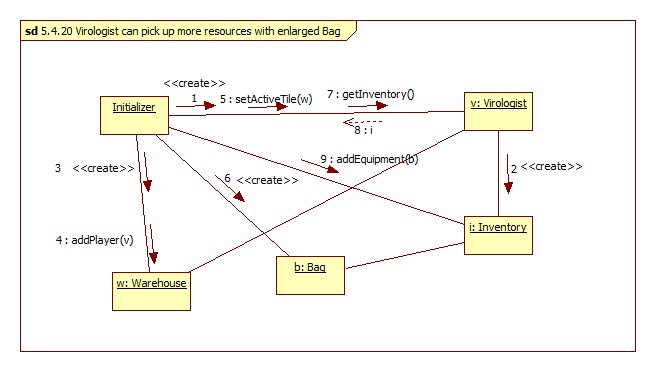 sd 5.4.20 Virologist can pick up more resources with enlarged Bag
<<create>>
1
5 : setActiveTile(w)
7 : getInventory()
Initializer
v: Virologist
8 : i
3 <<create>>
6 <<create>>
9 : addEquipment(b)
2 <<create>>
4 : addPlayer(v)
i: Inventory
b: Bag
w: Warehouse